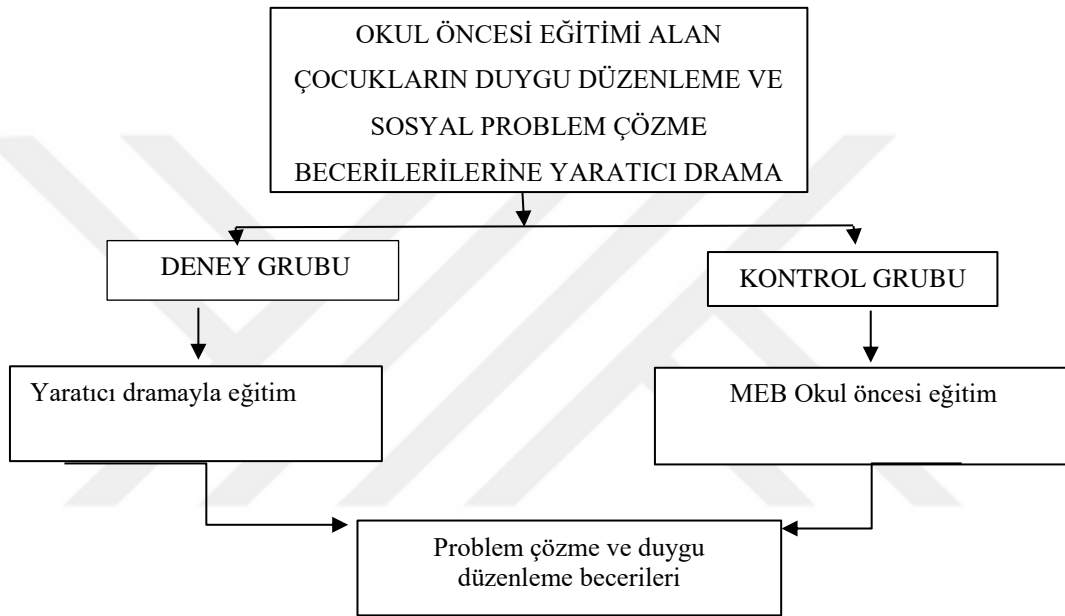 OKUL ÖNCESİ EĞİTİMİ ALAN
ÇOCUKLARIN DUYGU DÜZENLEME VE
SOSYAL PROBLEM ÇÖZME
BECERİLERİLERİNE YARATICI DRAMA
DENEY GRUBU
KONTROL GRUBU
Yaratıcı dramayla eğitim
MEB Okul öncesi eğitim
Problem çözme ve duygu
düzenleme becerileri